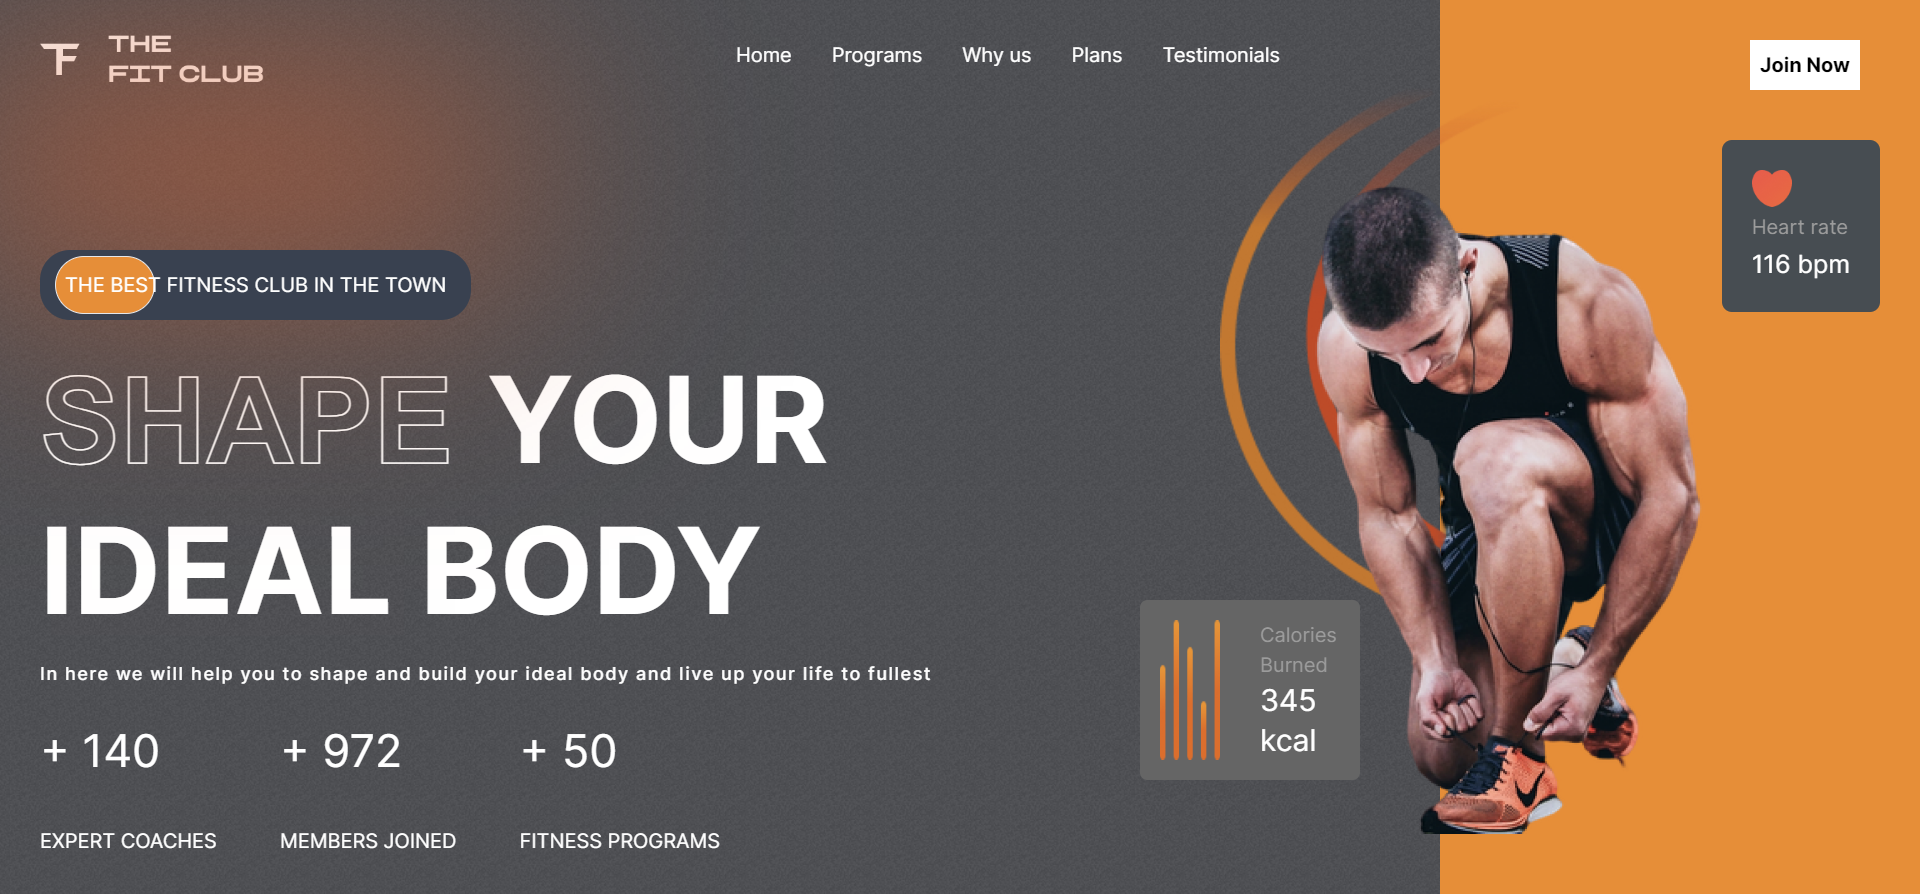 THE
FIT CLUB
Home
Programs
Why us
Plans
Testimonials
Join Now
Heart rate
116 bpm
THE BEST FITNESS CLUB IN THE TOWN
SHAPE YOUR
IDEAL BODY
In here we will help you to shape and build your ideal body and live up your life to fullest
+ 140
EXPERT COACHES
+ 972
MEMBERS JOINED
+ 50
FITNESS PROGRAMS
Calories
Burned
345
kcal